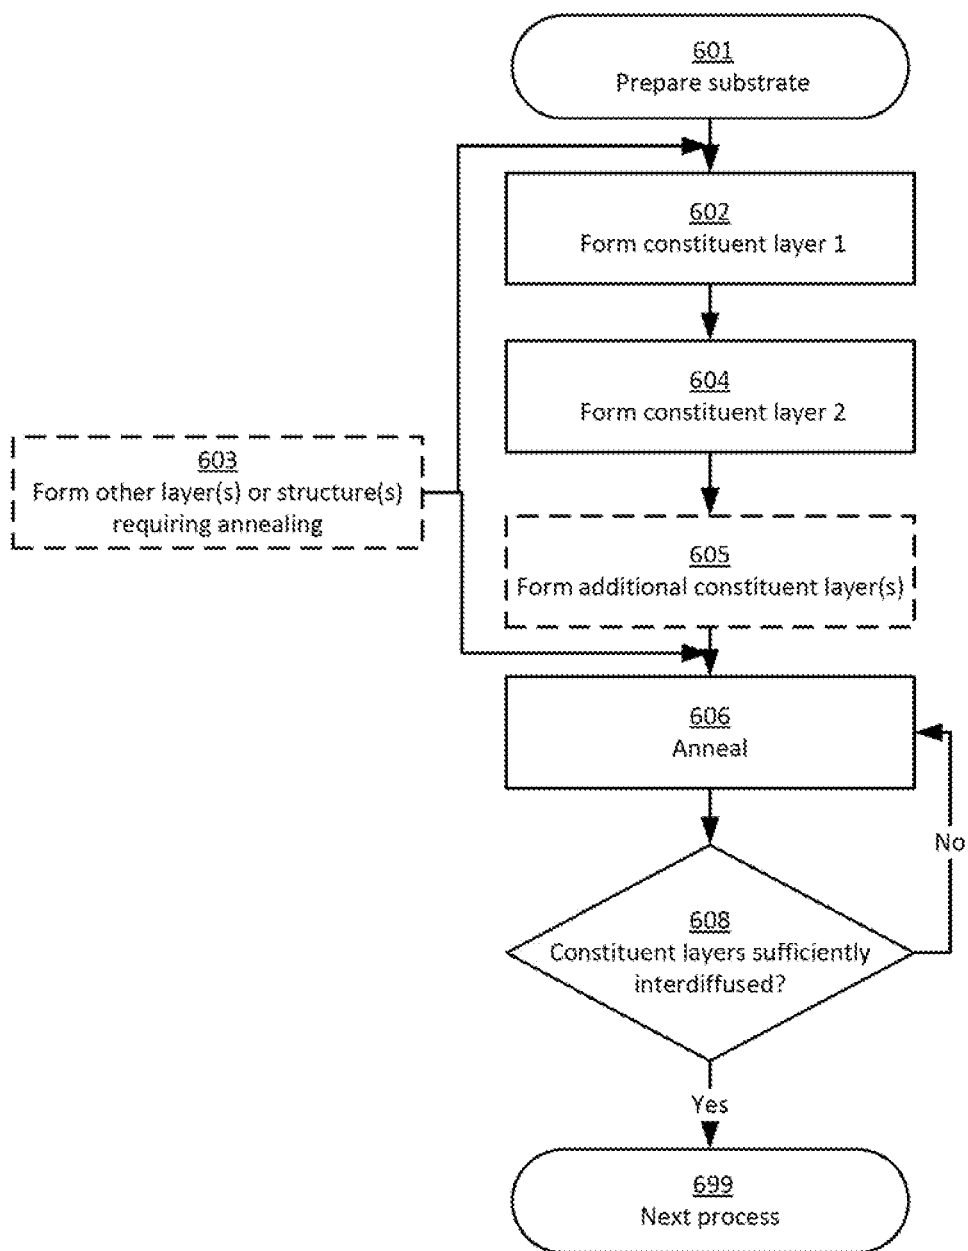 601
Prepare substrate
602
Form constituent layer 1
604
Form constituent layer 2
603
Form other layer(s) or structure(s)
requiring annealing
605
Form additional constituent layer(s)
606
Anneal
No
608
Constituent layers sufficiently
interdiffused?
Yes
699
Next process